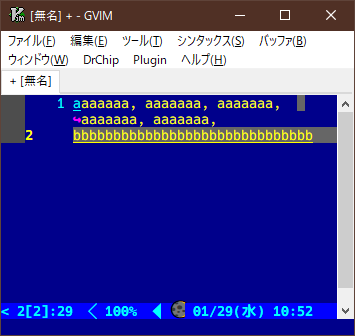 [無名] + - GVIM
ファイル(F) 編集(E) ツール(T) シンタックス(S) バッファ(B)
ウィンドウ(W) DrChip Plugin ヘルプ(H)
+ [無名]
1 aaaaaaa, aaaaaaa, aaaaaaa,
↪aaaaaaa, aaaaaaa,
2 bbbbbbbbbbbbbbbbbbbbbbbbbbbbbb
< 2[2]:29 < 100% 01/29(水) 10:52